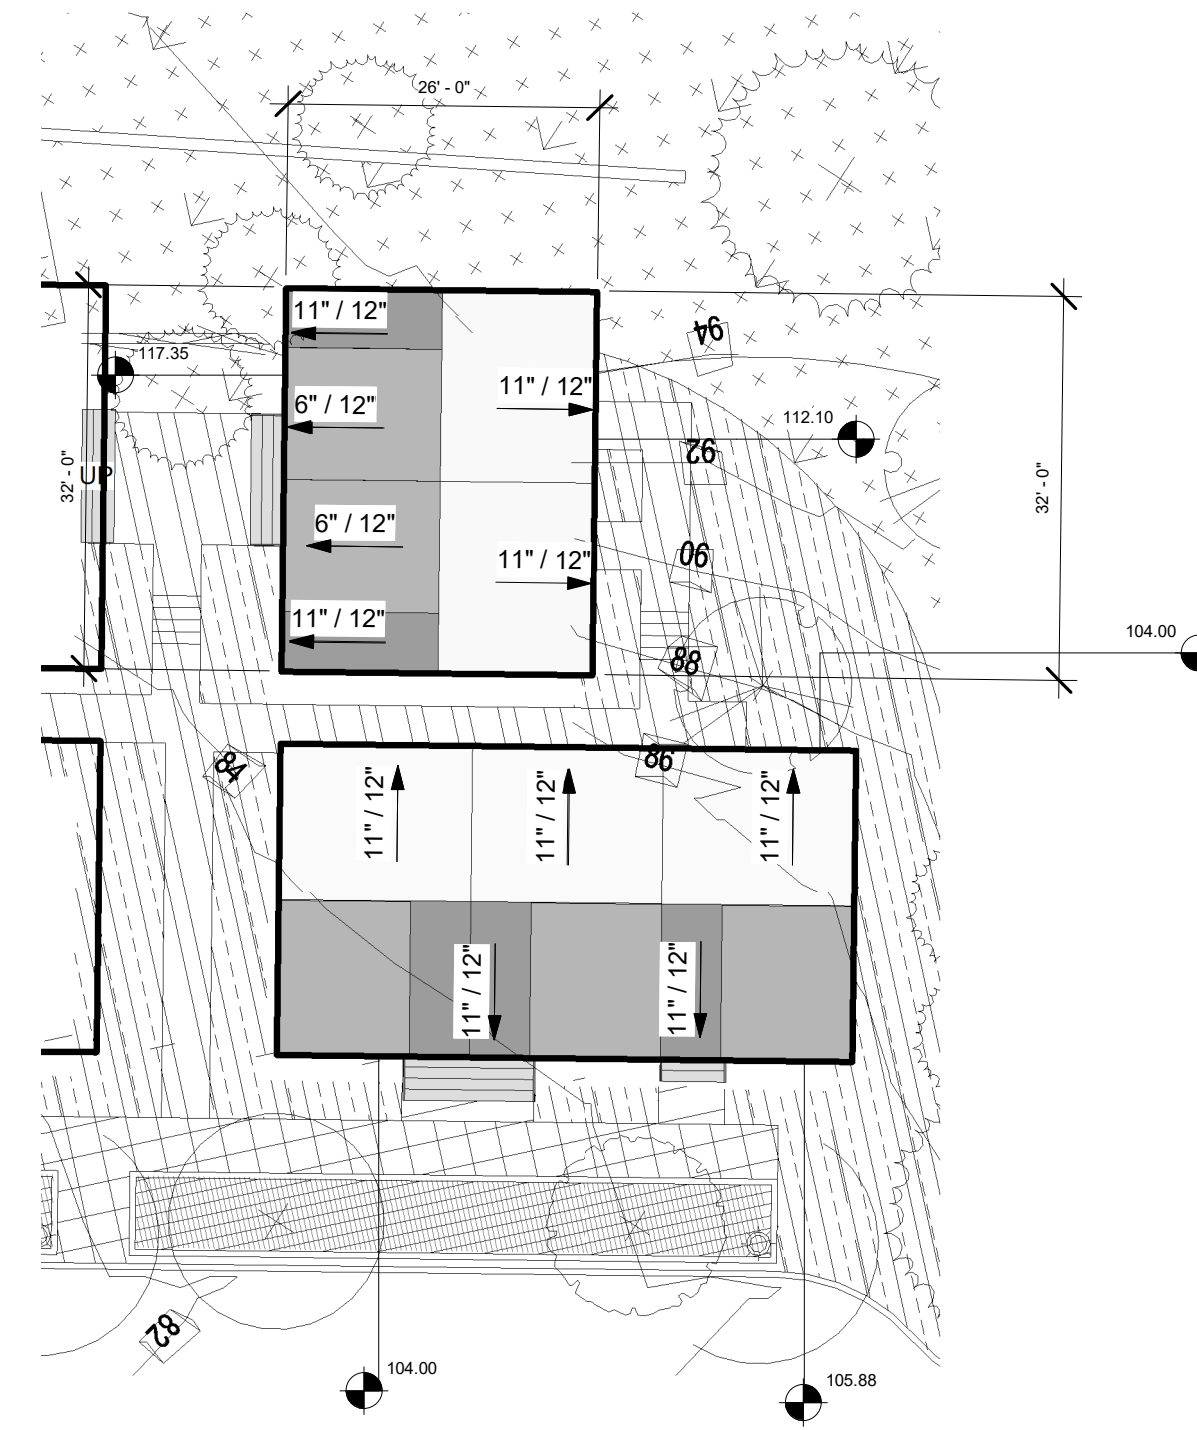 26' - 0"
11" / 12"
117.35
94
6" / 12"
11" / 12"
112.10
92
32' - 0"
UP
32' - 0"
6" / 12"
90
11" / 12"
11" / 12"
88
104.00
84
86
11" / 12"
11" / 12"
11" / 12"
11" / 12"
11" / 12"
82
104.00
105.88